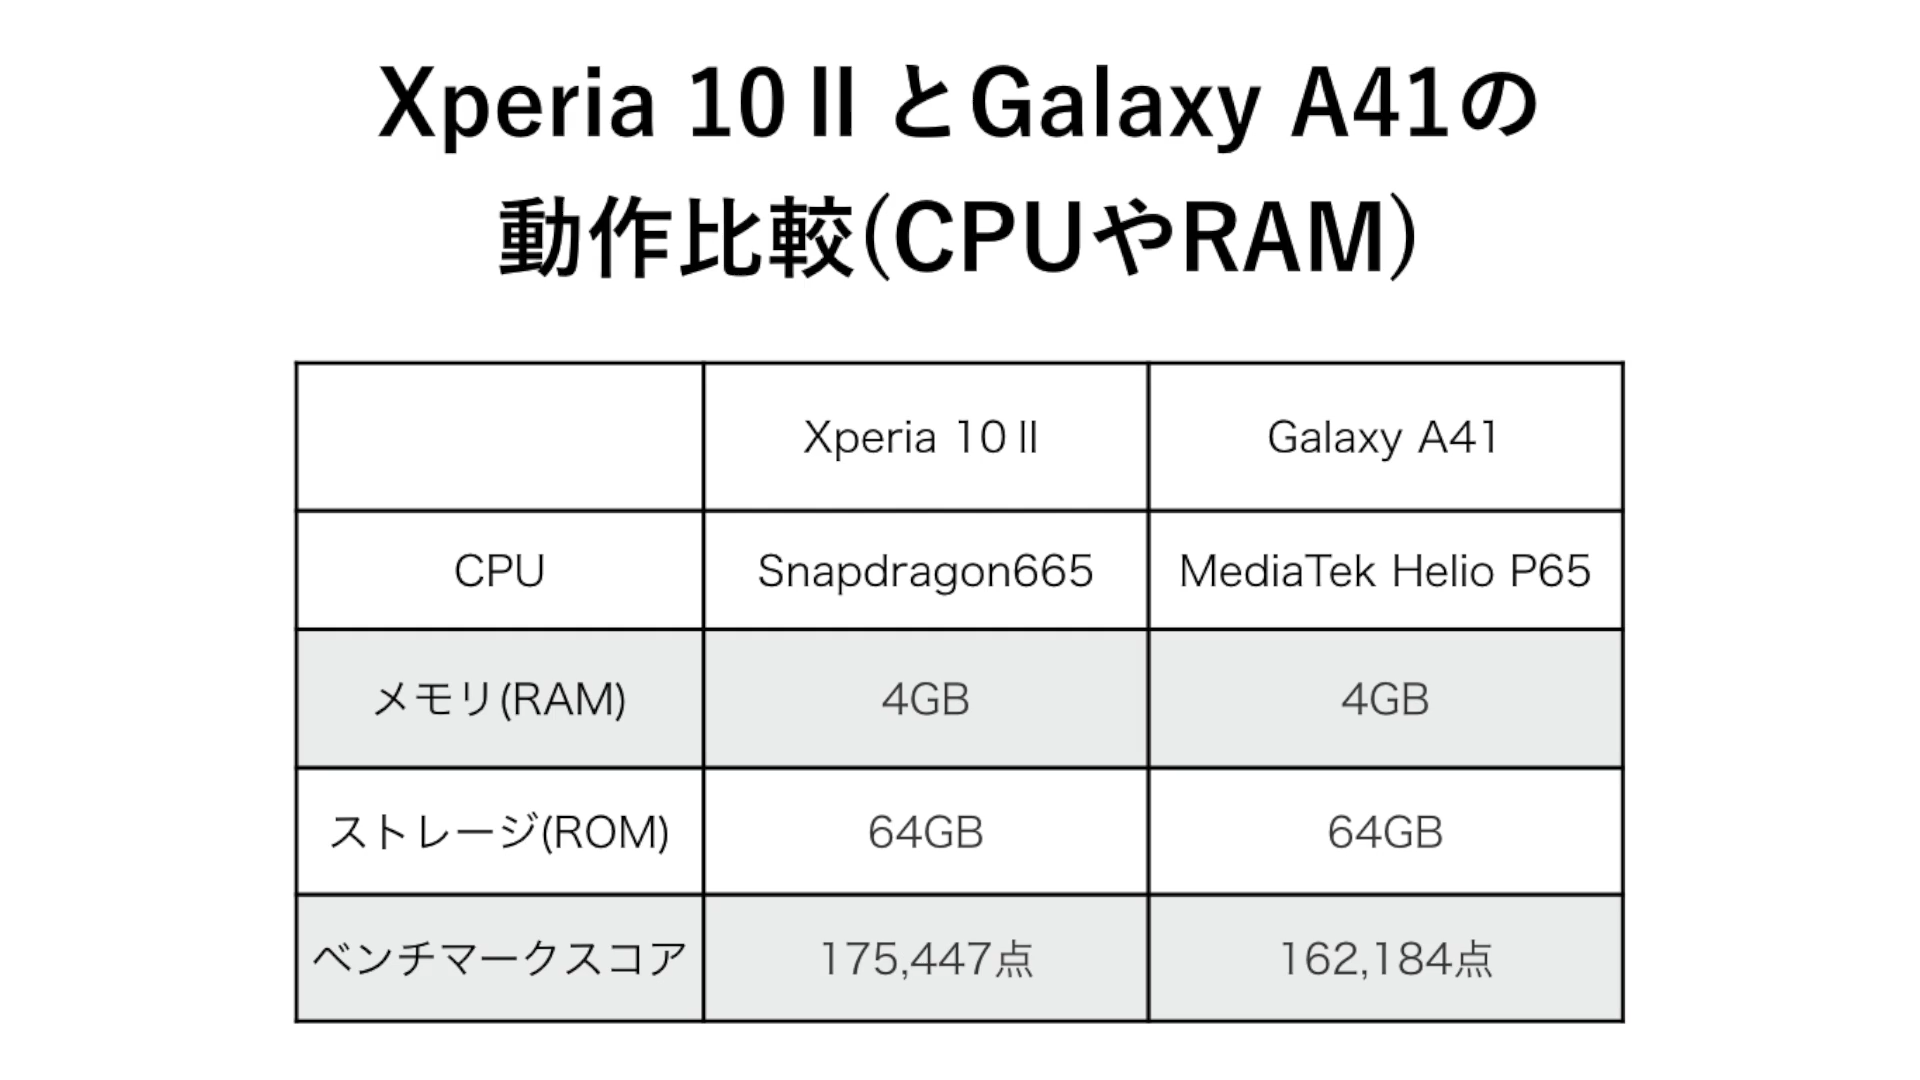 Xperia 10 II とGalaxy A41の
動作比較(CPUやRAM)
Xperia 10 II Galaxy A41
CPU Snapdragon665 MediaTek Helio P65
メモリ(RAM) 4GB 4GB
ストレージ(ROM) 64GB 64GB
ベンチマークスコア 175,447点 162,184点